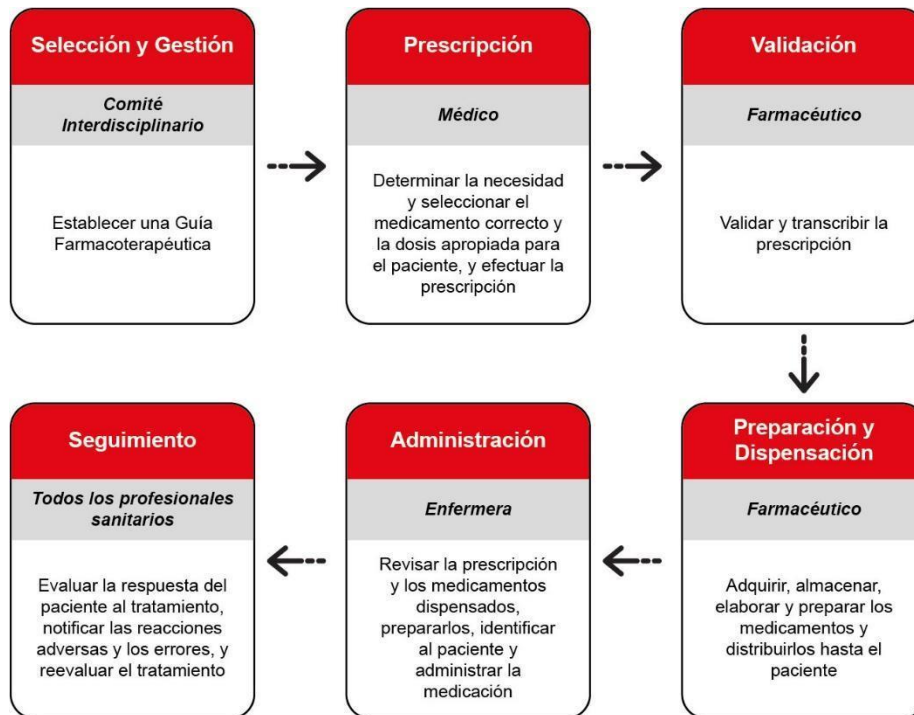 Selección y Gestión
Comité
Interdisciplinario
Establecer una Guía
Farmacoterapéutica
Prescripción
Médico
Determinar la necesidad
y seleccionar el
medicamento correcto y
la dosis apropiada para
el paciente, y efectuar la
prescripción
Validación
Farmacéutico
Validar y transcribir la
prescripción
Preparación y
Dispensación
Farmacéutico
Adquirir, almacenar,
elaborar y preparar los
medicamentos y
distribuirlos hasta el
paciente
Administración
Enfermera
Revisar la prescripción
y los medicamentos
dispensados,
prepararlos, identificar
al paciente y
administrar la
medicación
Seguimiento
Todos los profesionales
sanitarios
Evaluar la respuesta del
paciente al tratamiento,
notificar las reacciones
adversas y los errores, y
reevaluar el tratamiento